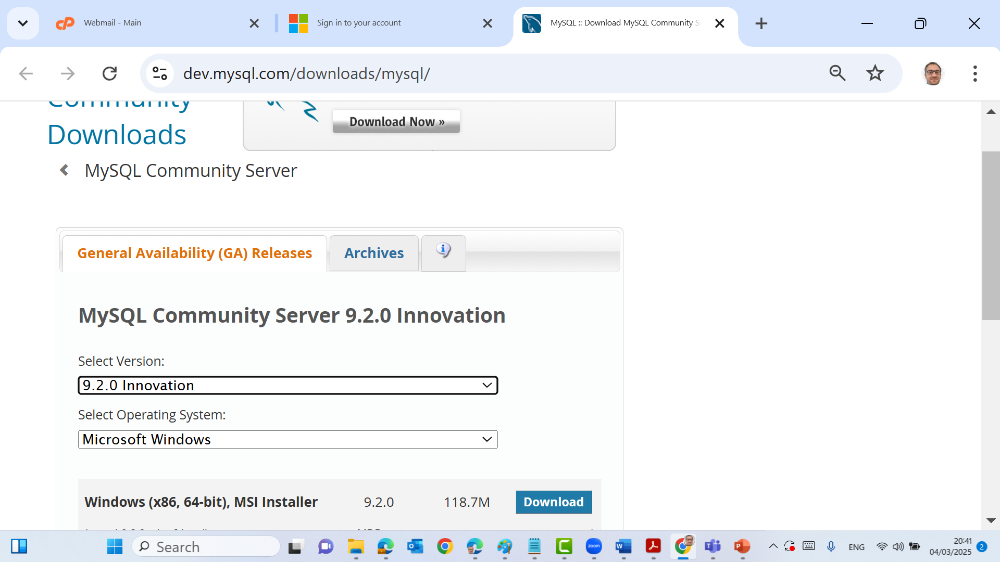 Webmail - Main
Sign in to your account
MySQL :: Download MySQL Community S
dev.mysql.com/downloads/mysql/
Community
Downloads
Download Now »
MySQL Community Server
General Availability (GA) Releases
Archives
MySQL Community Server 9.2.0 Innovation
Select Version:
9.2.0 Innovation
Select Operating System:
Microsoft Windows
Windows (x86, 64-bit), MSI Installer 9.2.0 118.7M Download
Search
zoom
ENG
20:41
04/03/2025
2